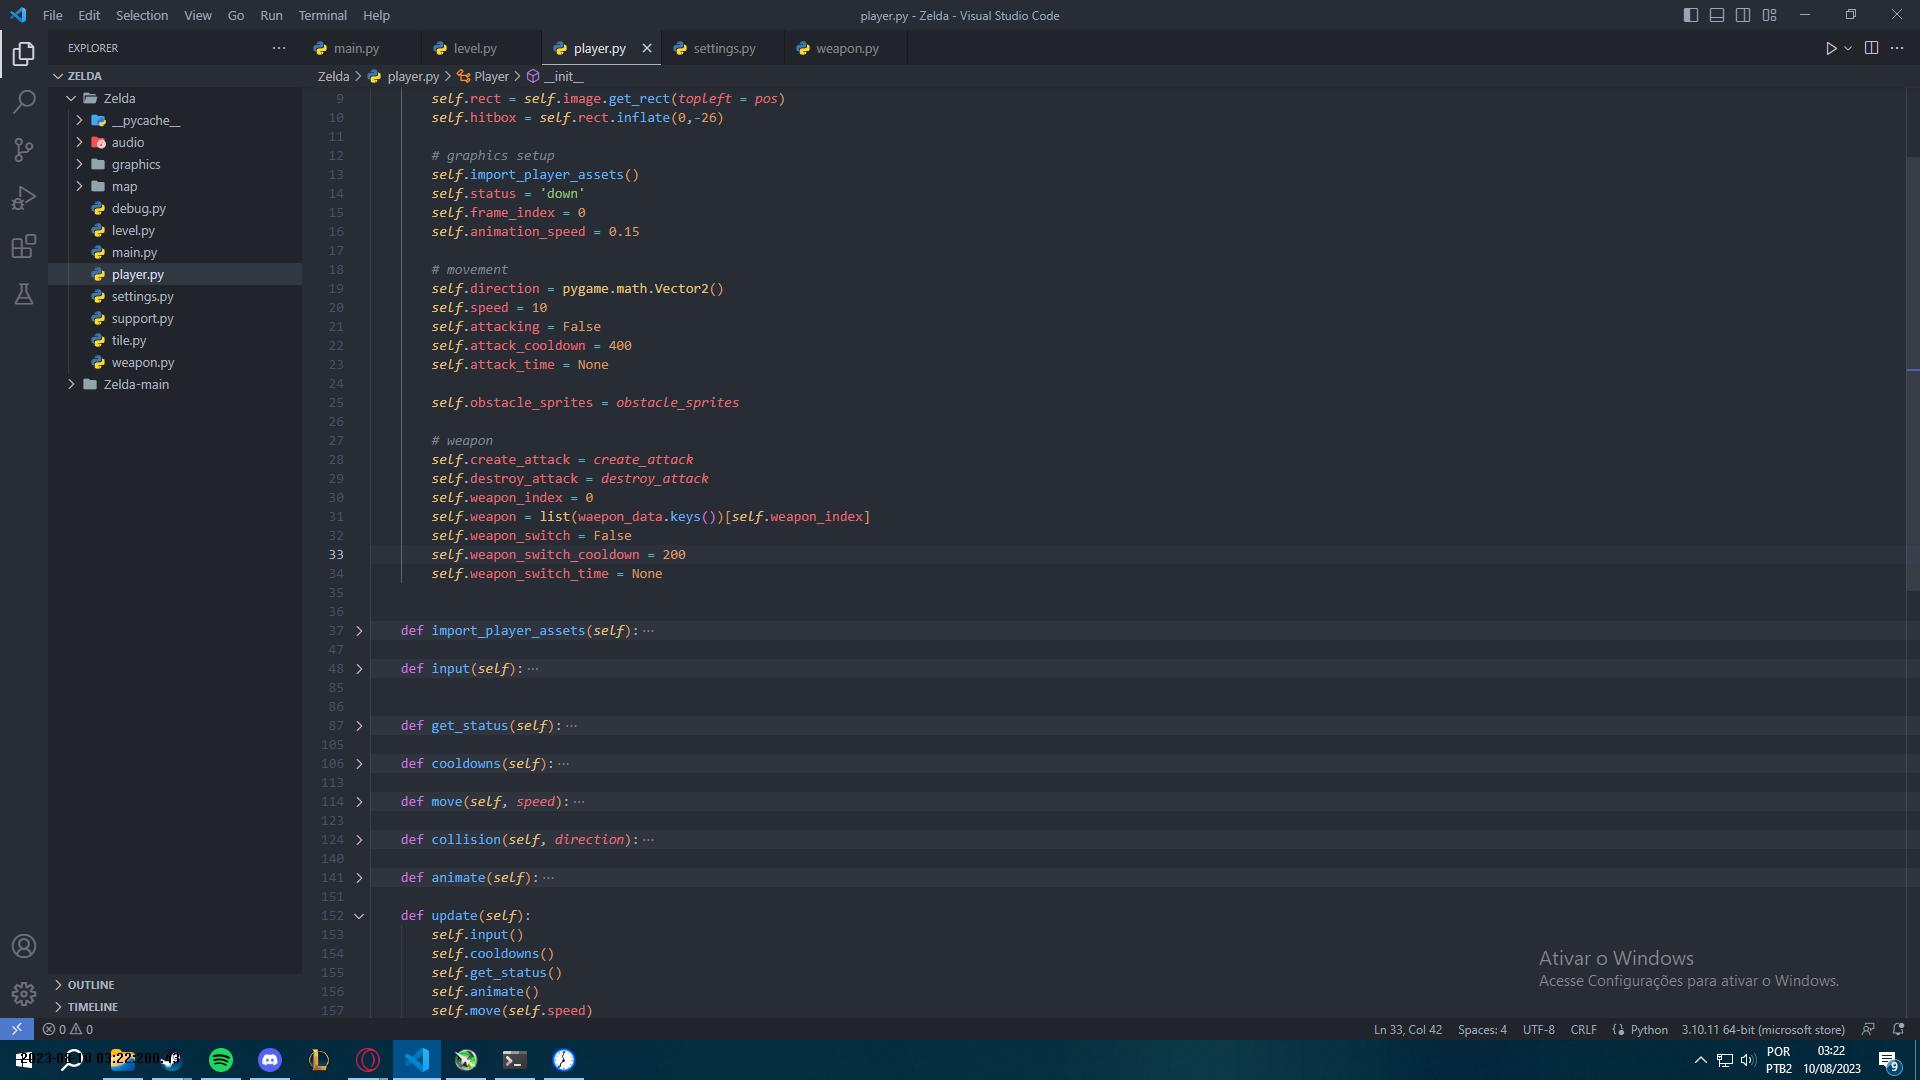 File Edit Selection View Go Run Terminal Help
player.py - Zelda - Visual Studio Code
EXPLORER
main.py
level.py
player.py
settings.py
weapon.py
ZELDA
Zelda
__pycache__
audio
graphics
map
debug.py
level.py
main.py
player.py
settings.py
support.py
tile.py
weapon.py
Zelda-main
OUTLINE
TIMELINE
Zelda > player.py > Player > __init__
9 self.rect = self.image.get_rect(topleft = pos)
10 self.hitbox = self.rect.inflate(0,-26)
11
12 # graphics setup
13 self.import_player_assets()
14 self.status = 'down'
15 self.frame_index = 0
16 self.animation_speed = 0.15
17
18 # movement
19 self.direction = pygame.math.Vector2()
20 self.speed = 10
21 self.attacking = False
22 self.attack_cooldown = 400
23 self.attack_time = None
24
25 self.obstacle_sprites = obstacle_sprites
26
27 # weapon
28 self.create_attack = create_attack
29 self.destroy_attack = destroy_attack
30 self.weapon_index = 0
31 self.weapon = list(waepon_data.keys())[self.weapon_index]
32 self.weapon_switch = False
33 self.weapon_switch_cooldown = 200
34 self.weapon_switch_time = None
35
36
37 def import_player_assets(self):···
47
48 def input(self):···
85
86
87 def get_status(self):···
105
106 def cooldowns(self):···
113
114 def move(self, speed):···
123
124 def collision(self, direction):···
140
141 def animate(self):···
151
152 def update(self):
153 self.input()
154 self.cooldowns()
155 self.get_status()
156 self.animate()
157 self.move(self.speed)
Ativar o Windows
Acesse Configurações para ativar o Windows.
0 0
Ln 33, Col 42 Spaces: 4 UTF-8 CRLF Python 3.10.11 64-bit (microsoft store)
POR
PTB2
03:22
10/08/2023
9